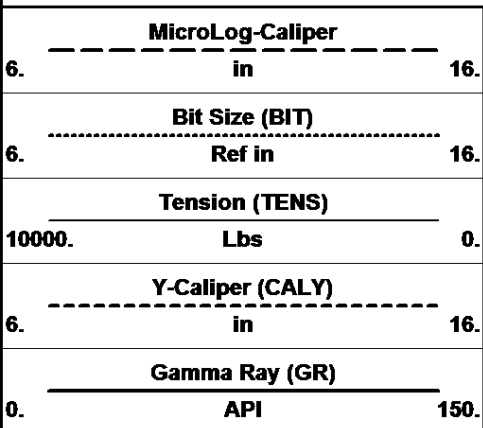 MicroLog-Caliper
6. in 16.
Bit Size (BIT)
6. Ref in 16.
Tension (TENS)
10000. Lbs 0.
Y-Caliper (CALY)
6. in 16.
Gamma Ray (GR)
0. API 150.